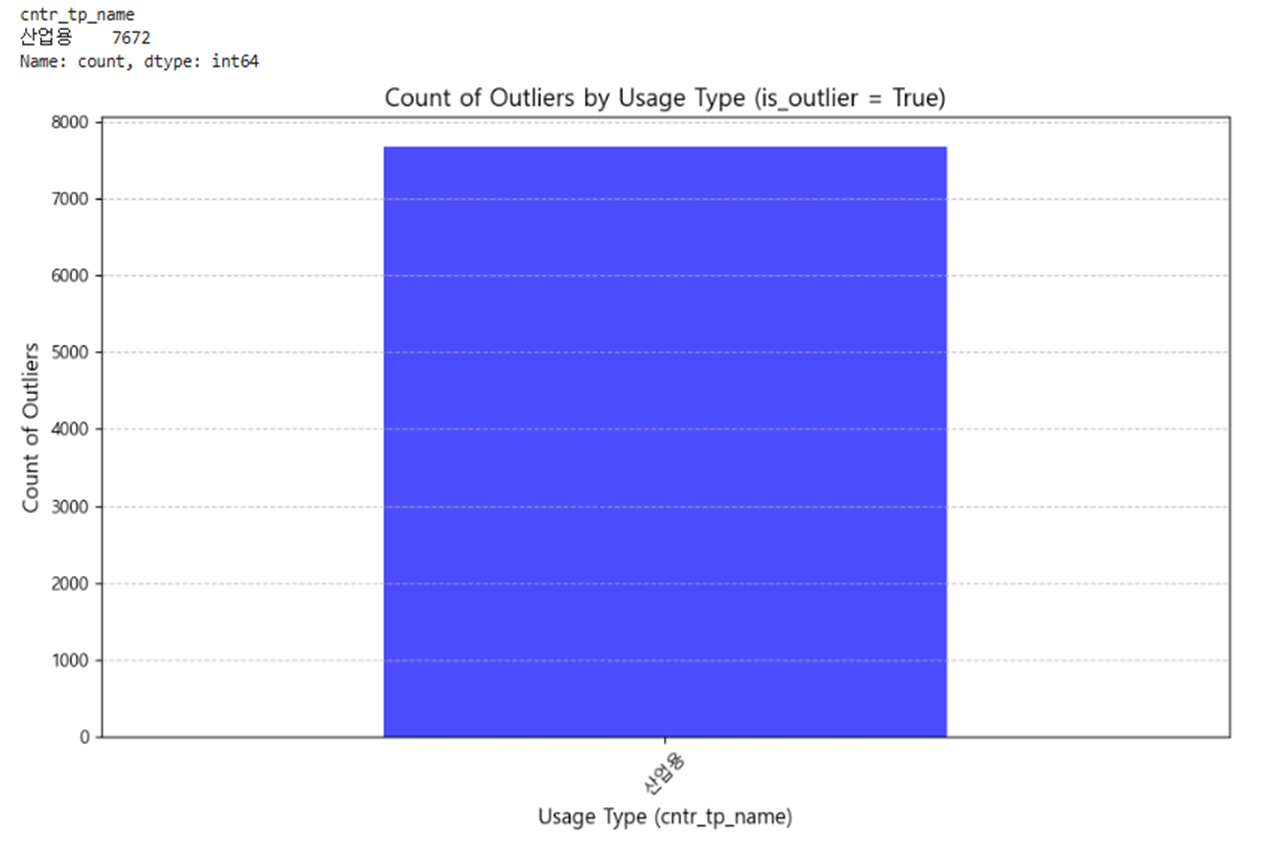 cntr_tp_name
산업용    7672
Name: count, dtype: int64
Count of Outliers by Usage Type (is_outlier = True)
8000
7000
6000
5000
4000
3000
2000
1000
0
Count of Outliers
산업용
Usage Type (cntr_tp_name)